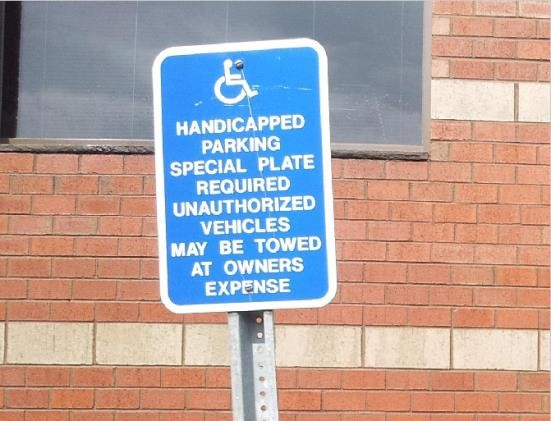 HANDICAPPED
PARKING
SPECIAL PLATE
REQUIRED
UNAUTHORIZED
VEHICLES
MAY BE TOWED
AT OWNERS
EXPENSE